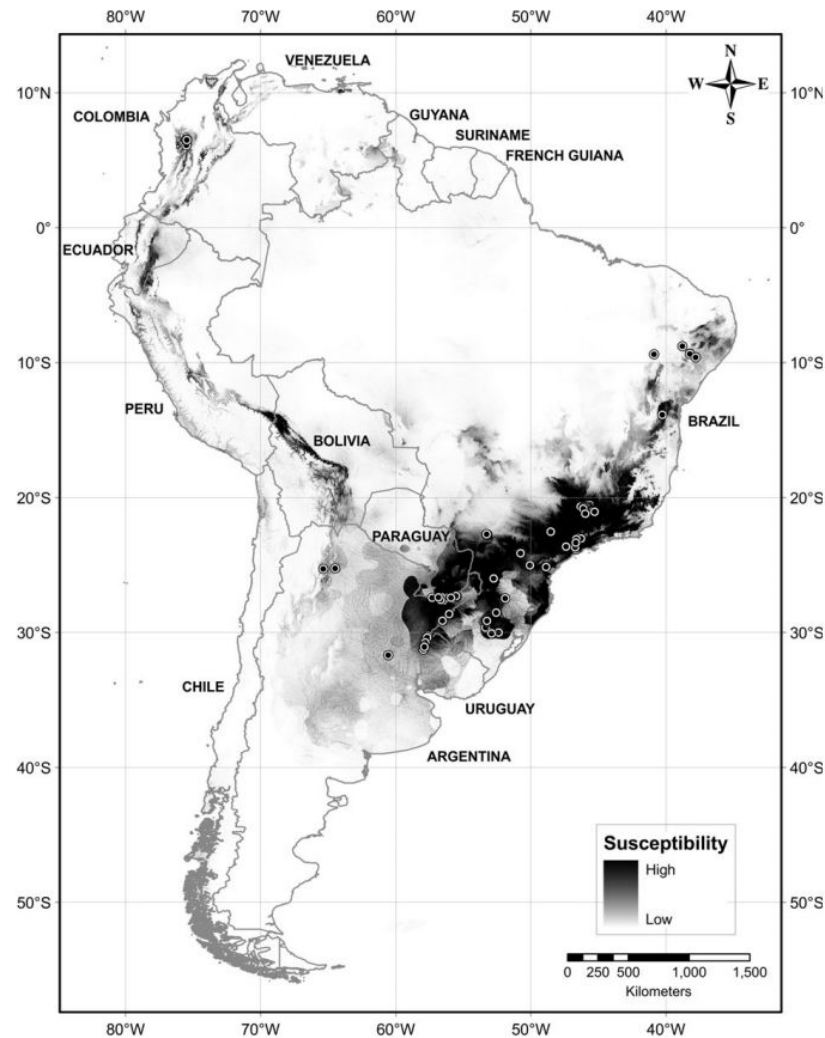 80°W 70°W 60°W 50°W 40°W
N
W E
S
VENEZUELA
10°N 10°N
COLOMBIA
GUYANA
SURINAME
FRENCH GUIANA
0° 0°
ECUADOR
10°S 10°S
PERU
BRAZIL
BOLIVIA
20°S 20°S
PARAGUAY
30°S 30°S
CHILE
URUGUAY
ARGENTINA
40°S 40°S
Susceptibility
High
Low
50°S 50°S
0 250 500 1,000 1,500
Kilometers
80°W 70°W 60°W 50°W 40°W